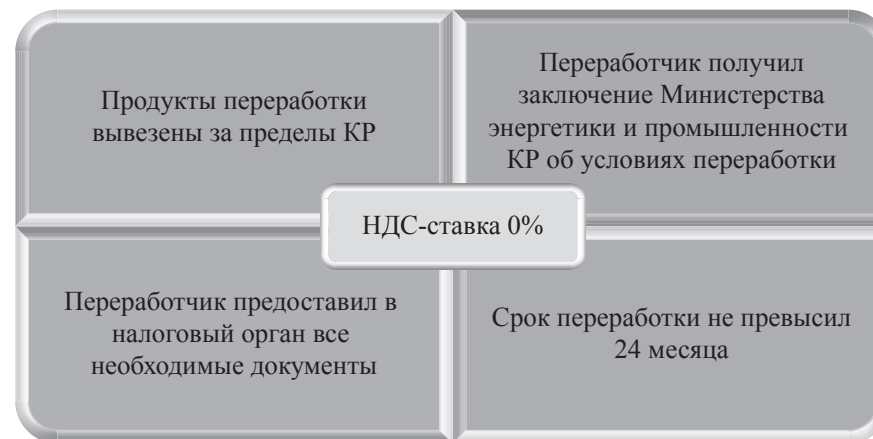 Продукты переработки
вывезены за пределы КР
Переработчик получил
заключение Министерства
энергетики и промышленности
КР об условиях переработки
НДС-ставка 0%
Переработчик предоставил в
налоговый орган все
необходимые документы
Срок переработки не превысил
24 месяца